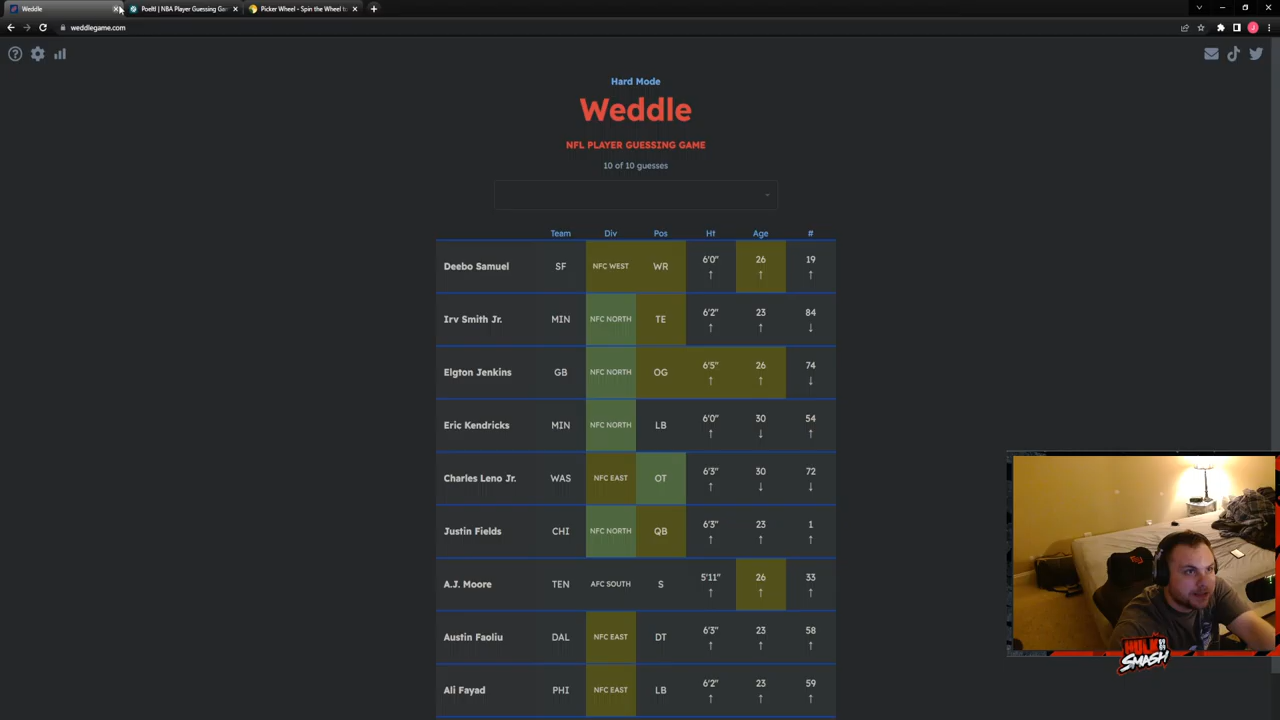 Weddle
Poeltl | NBA Player Guessing Ga
Picker Wheel - Spin the Wheel to
weddlegame.com
Hard Mode
Weddle
NFL PLAYER GUESSING GAME
10 of 10 guesses
Team Div Pos Ht Age #
Deebo Samuel SF NFC WEST WR 6'0" 26 19
↑ ↑ ↑
Irv Smith Jr. MIN NFC NORTH TE 6'2" 23 84
↑ ↑ ↓
Elgton Jenkins GB NFC NORTH OG 6'5" 26 74
↑ ↑ ↓
Eric Kendricks MIN NFC NORTH LB 6'0" 30 54
↑ ↓ ↑
Charles Leno Jr. WAS NFC EAST OT 6'3" 30 72
↑ ↓ ↓
Justin Fields CHI NFC NORTH QB 6'3" 23 1
↑ ↑ ↑
A.J. Moore TEN AFC SOUTH S 5'11" 26 33
↑ ↑ ↑
Austin Faoliu DAL NFC EAST DT 6'3" 23 58
↑ ↑ ↑
Ali Fayad PHI NFC EAST LB 6'2" 23 59
↑ ↑ ↑
HULK
SMASH